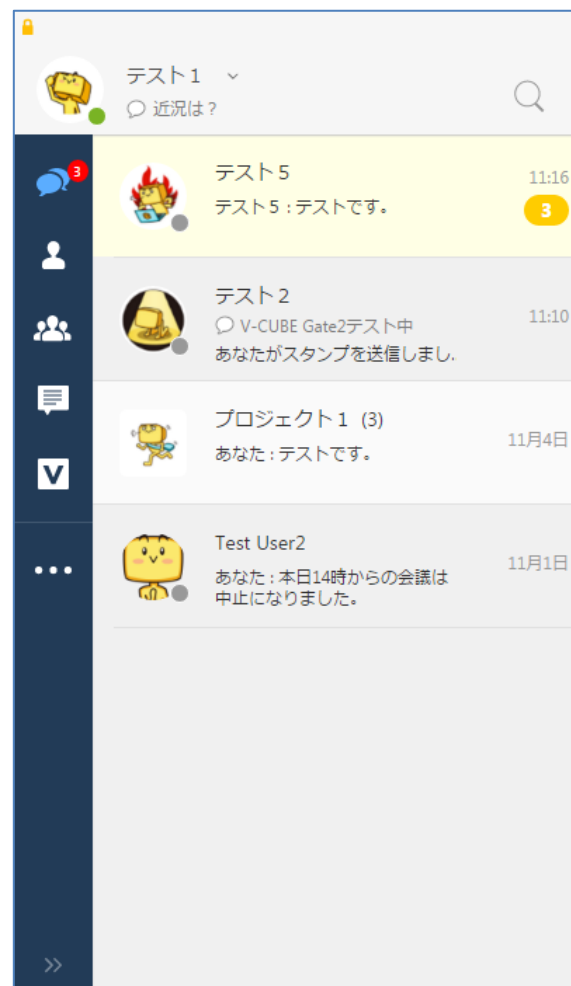 テスト1
近況は?
3
テスト5
11:16
テスト5:テストです。
3
テスト2
V-CUBE Gate2テスト中
11:10
あなたがスタンプを送信しまし.
プロジェクト1 (3)
11月4日
あなた:テストです。
V
Test User2
11月1日
あなた:本日14時からの会議は
中止になりました。